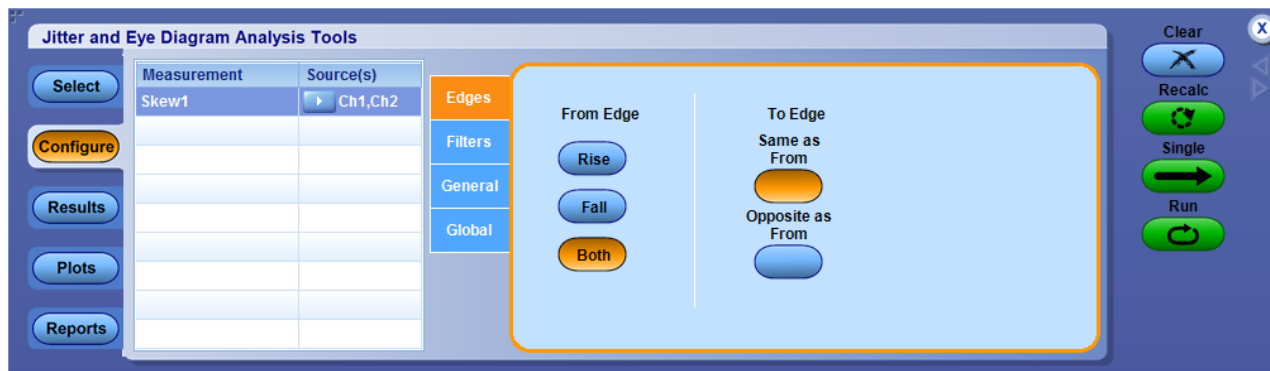 Jitter and Eye Diagram Analysis Tools
Select
Configure
Results
Plots
Reports
Measurement Source(s)
Skew1 Ch1,Ch2
Edges
Filters
General
Global
From Edge
Rise
Fall
Both
To Edge
Same as
From
Opposite as
From
Clear
X
Recalc
Single
Run